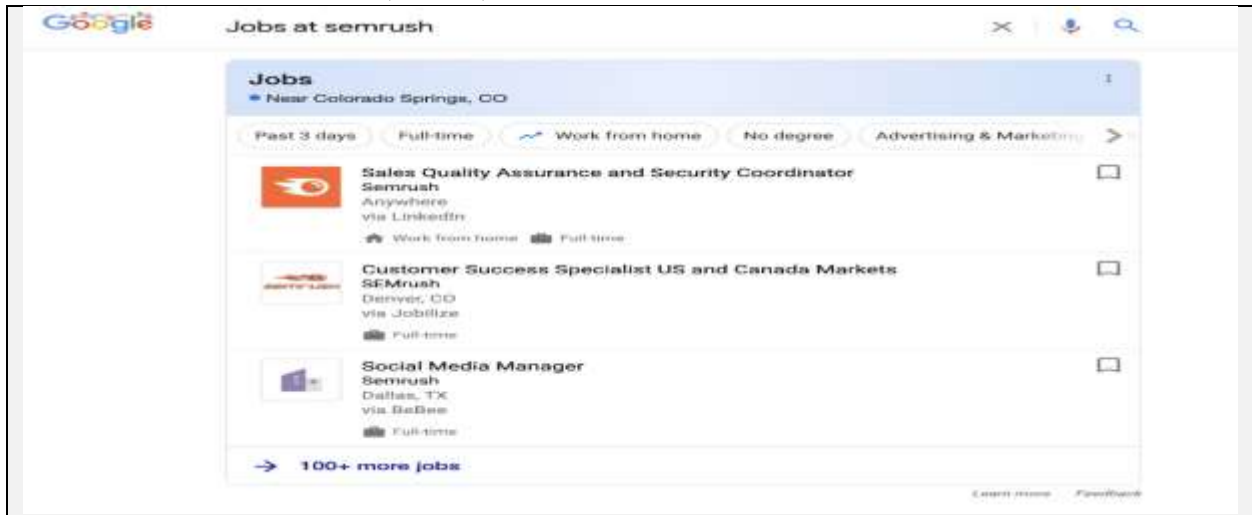 Google
Jobs at semrush
Jobs
Near Colorado Springs, CO
Past 3 days Full-time Work from home No degree Advertising & Marketing
Sales Quality Assurance and Security Coordinator
Semrush
Anywhere
via LinkedIn
Work from home Full-time
SEMRUSH
Customer Success Specialist US and Canada Markets
SEMrush
Denver, CO
via Jobilize
Full-time
Social Media Manager
Semrush
Dallas, TX
via BeBee
Full-time
100+ more jobs
Learn more Feedback